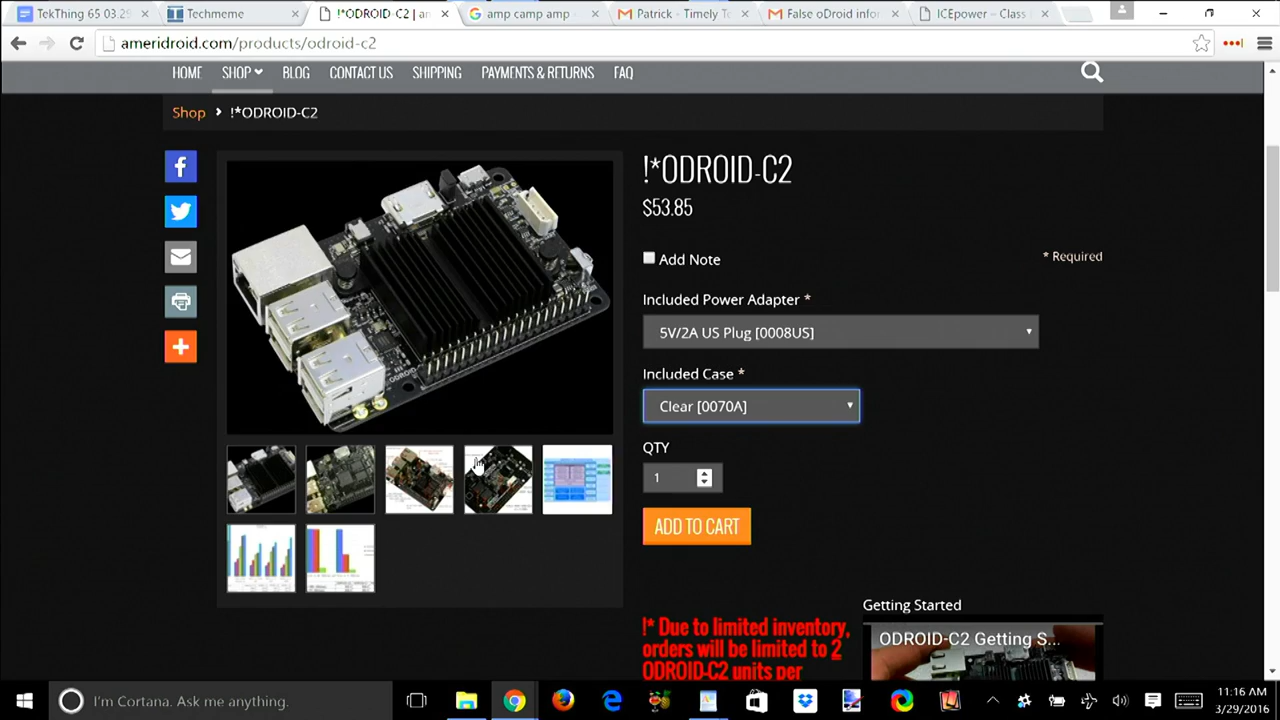 TekThing 65 03.29
Techmeme
!*ODROID-C2 | am
amp camp amp -
Patrick - Timely T
False oDroid infor
ICEpower – Class
ameridroid.com/products/odroid-c2
HOME SHOP BLOG CONTACT US SHIPPING PAYMENTS & RETURNS FAQ
Shop !*ODROID-C2
!*ODROID-C2
$53.85
Add Note
* Required
Included Power Adapter *
5V/2A US Plug [0008US]
Included Case *
Clear [0070A]
QTY
1
ADD TO CART
!* Due to limited inventory,
orders will be limited to 2
ODROID-C2 units per
Getting Started
ODROID-C2 Getting S...
ODROID
I'm Cortana. Ask me anything.
11:16 AM
3/29/2016